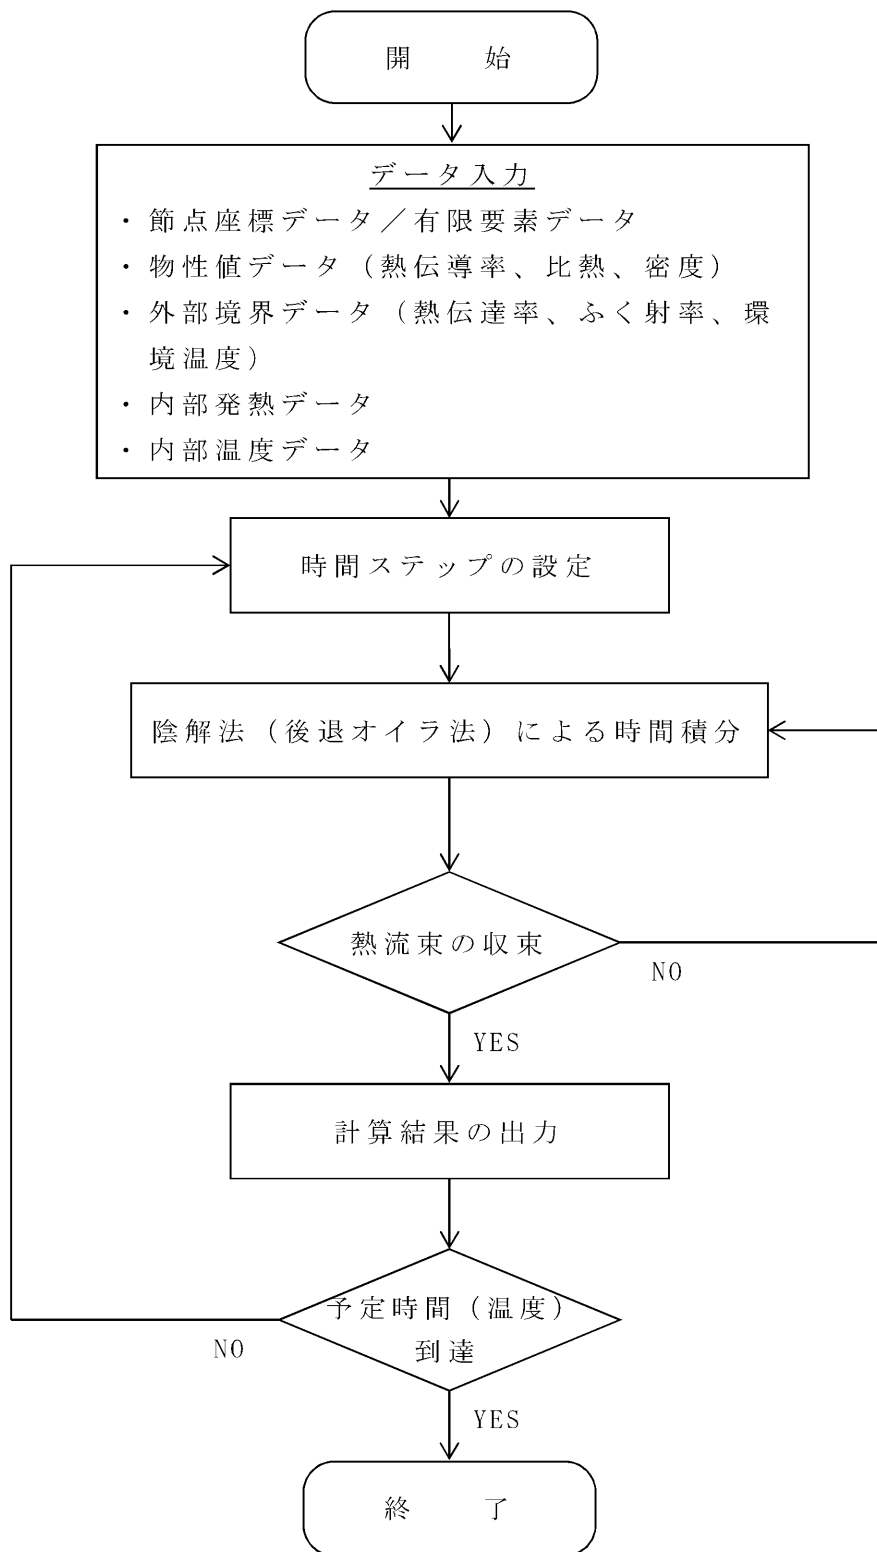 開　始
データ入力
・節点座標データ／有限要素データ
・物性値データ（熱伝導率、比熱、密度）
・外部境界データ（熱伝達率、ふく射率、環
境温度）
・内部発熱データ
・内部温度データ
時間ステップの設定
陰解法（後退オイラ法）による時間積分
熱流束の収束
NO
YES
計算結果の出力
予定時間（温度）
到達
NO
YES
終　了